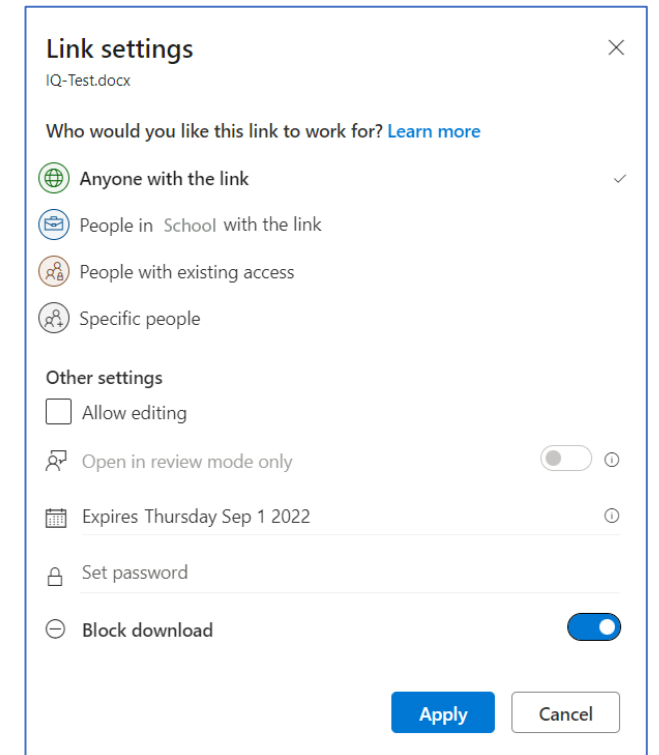 Link settings
IQ-Test.docx
Who would you like this link to work for? Learn more
Anyone with the link
People in School with the link
People with existing access
Specific people
Other settings
Allow editing
Open in review mode only
Expires Thursday Sep 1 2022
Set password
Block download
Apply Cancel